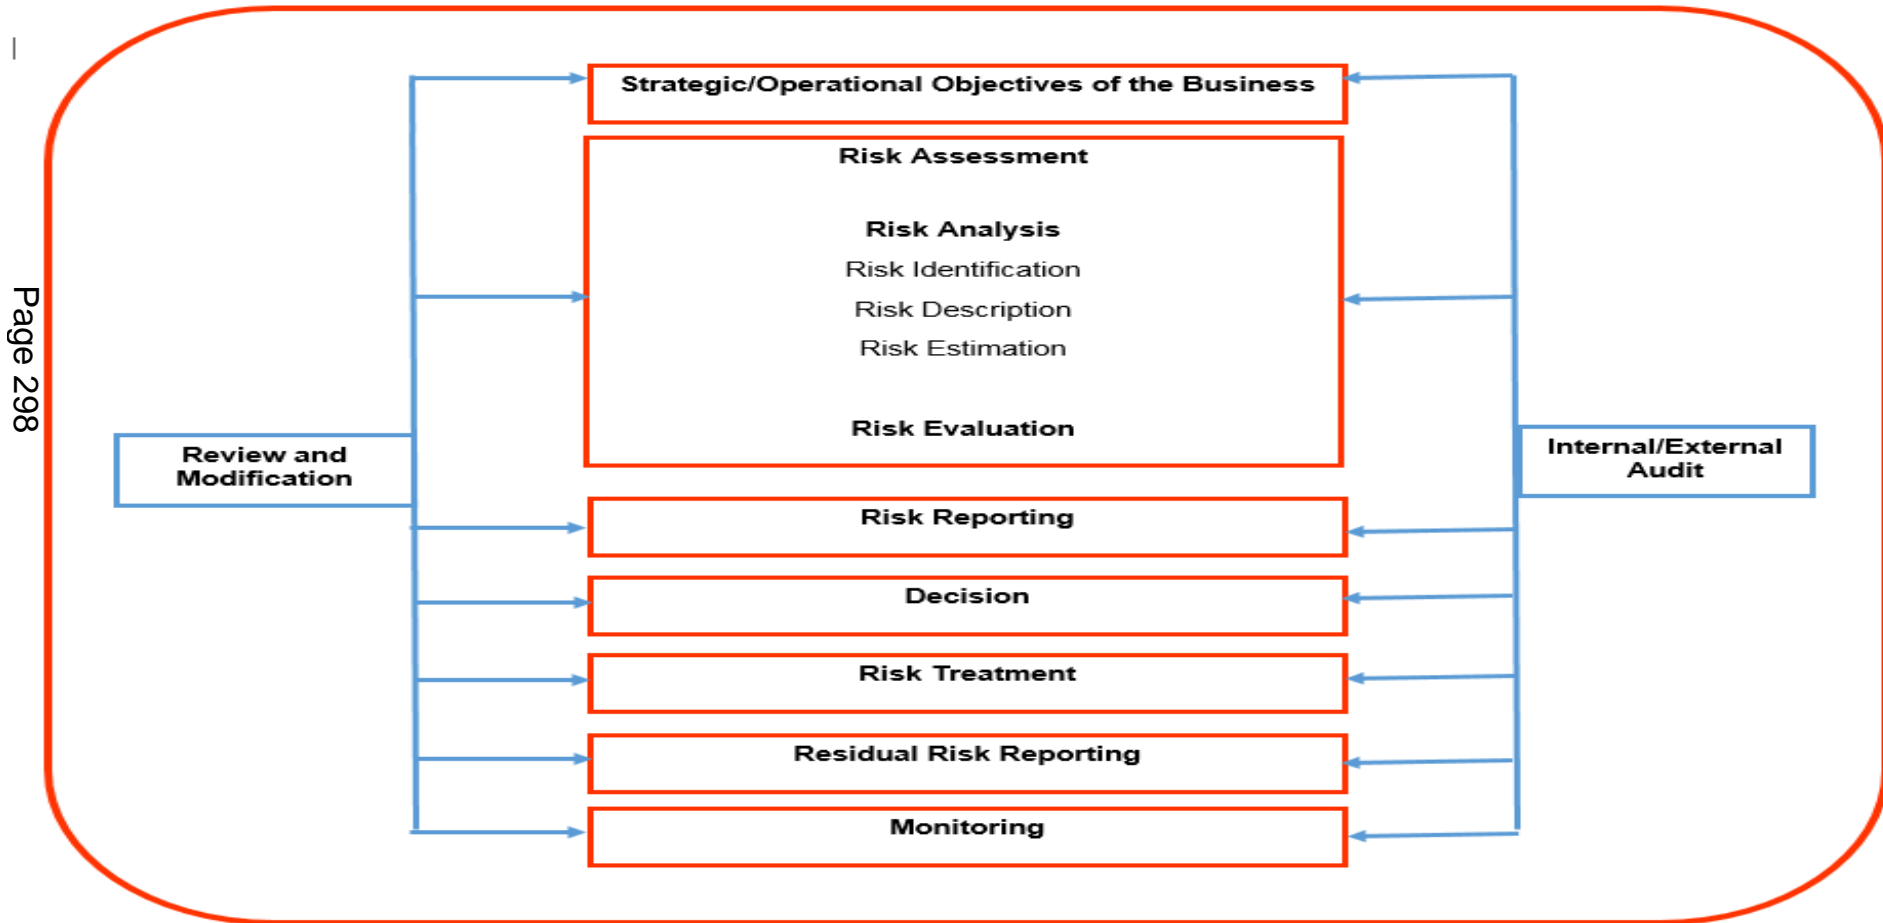 Strategic/Operational Objectives of the Business
Risk Assessment
Risk Analysis
Risk Identification
Risk Description
Risk Estimation
Risk Evaluation
Review and
Modification
Internal/External
Audit
Risk Reporting
Decision
Risk Treatment
Residual Risk Reporting
Monitoring
Page 298